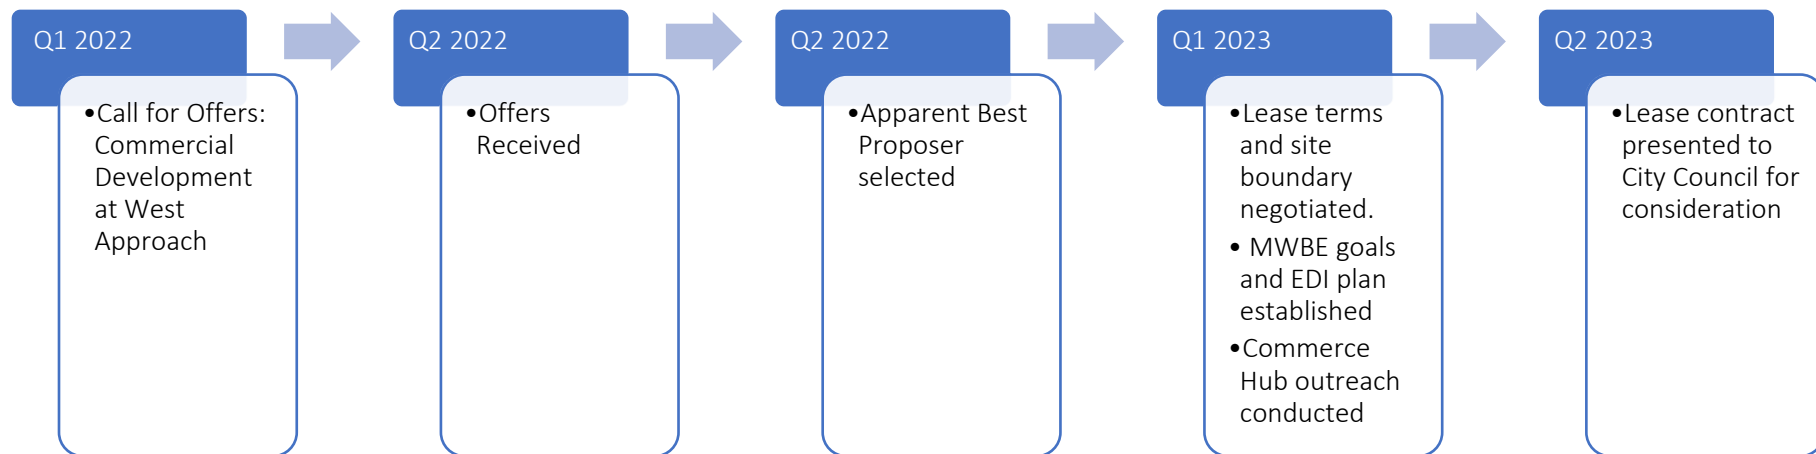 Q1 2022
•Call for Offers:
Commercial
Development
at West
Approach
Q2 2022
•Offers
Received
Q2 2022
•Apparent Best
Proposer
selected
Q1 2023
•Lease terms
and site
boundary
negotiated.
• MWBE goals
and EDI plan
established
•Commerce
Hub outreach
conducted
Q2 2023
•Lease contract
presented to
City Council for
consideration